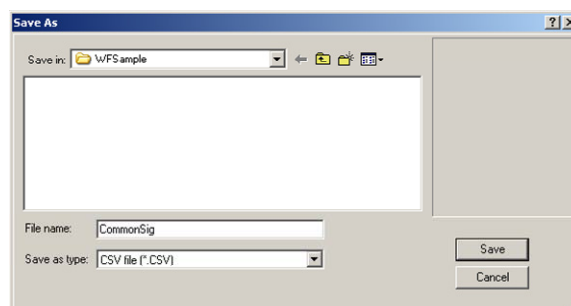 Save As
Save in: WFSample
File name: CommonSig
Save as type: CSV file (*.CSV)
Save
Cancel